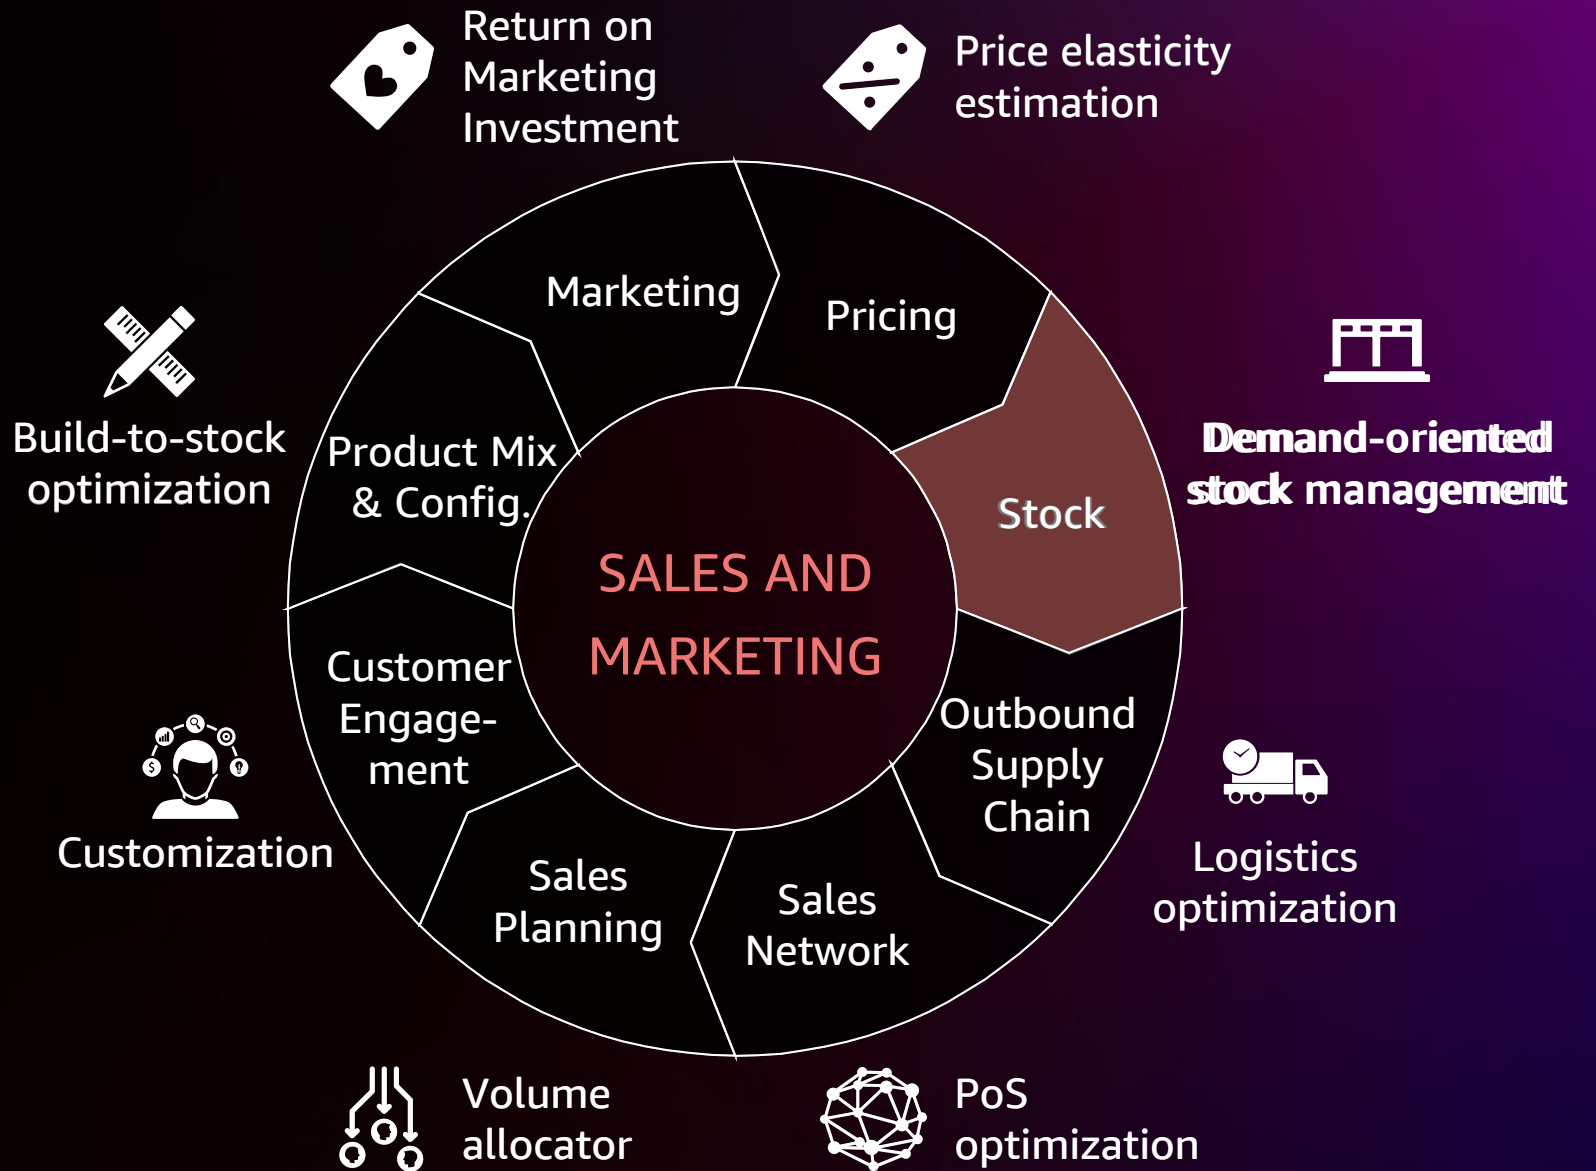 Return on
Marketing
Investment
Price elasticity
estimation
Marketing
Pricing
Build-to-stock
optimization
Product Mix
& Config.
Stock
Demand-oriented
stock management
SALES AND
MARKETING
Customer
Engage-
ment
Outbound
Supply
Chain
Customization
Logistics
optimization
Sales
Planning
Sales
Network
Volume
allocator
PoS
optimization